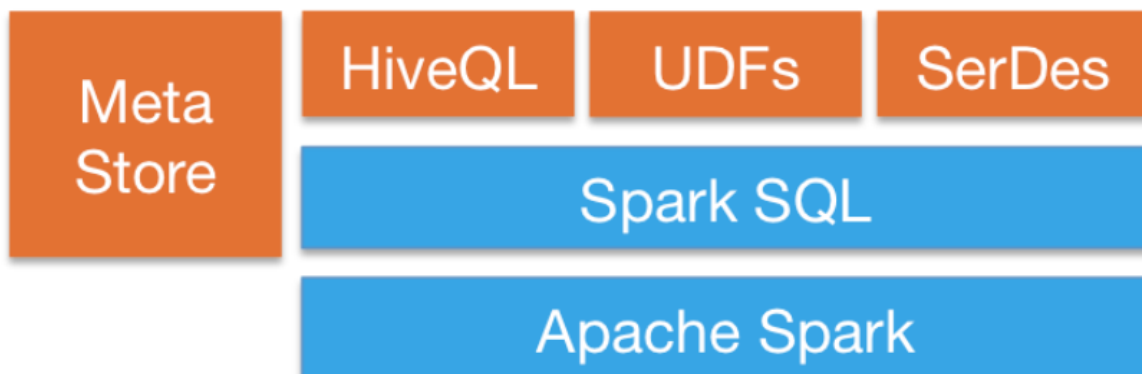 Meta
Store
HiveQL
UDFs
SerDes
Spark SQL
Apache Spark